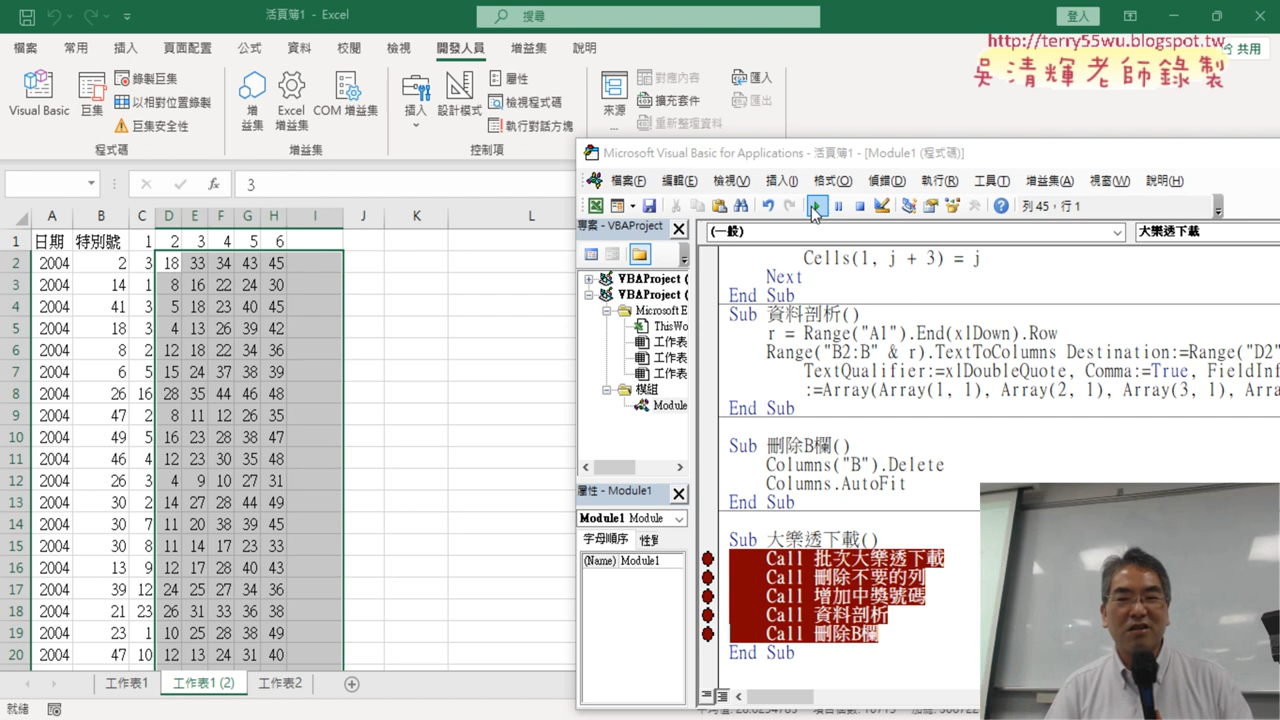 活頁簿1 - Excel
搜尋
登入
http://terry55wu.blogspot.tw
吳清輝老師錄製
檔案 常用 插入 頁面配置 公式 資料 校閱 檢視 開發人員 增益集 說明 共用
Visual Basic 巨集 錄製巨集 以相對位置錄製 巨集安全性
增益集 Excel 增益集 COM 增益集
插入 設計模式 屬性 檢視程式碼 執行對話方塊
來源 對應內容 擴充套件 重新整理資料 匯入 匯出
程式碼 增益集 控制項
3
Microsoft Visual Basic for Applications - 活頁簿1 - [Module1 (程式碼)]
檔案(F) 編輯(E) 檢視(V) 插入(I) 格式(O) 偵錯(D) 執行(R) 工具(T) 增益集(A) 視窗(W) 說明(H)
列 45，行 1
專案 - VBAProject
(一般) 大樂透下載
VBAProject (
VBAProject (
Microsoft E
ThisWo
工作表
工作表
工作表
模組
Module
屬性 - Module1
Module1 Module
字母順序 性質
(Name) Module1
Cells(1, j + 3) = j
Next
End Sub
Sub 資料剖析()
r = Range("A1").End(xlDown).Row
Range("B2:B" & r).TextToColumns Destination:=Range("D2"
TextQualifier:=xlDoubleQuote, Comma:=True, FieldInf
:=Array(Array(1, 1), Array(2, 1), Array(3, 1), Arra
End Sub
Sub 刪除B欄()
Columns("B").Delete
Columns.AutoFit
End Sub
Sub 大樂透下載()
Call 批次大樂透下載
Call 刪除不要的列
Call 增加中獎號碼
Call 資料剖析
Call 刪除B欄
End Sub
A B C D E F G H I J K L
1 日期 特別號 1 2 3 4 5 6
2 2004 2 3 18 33 34 43 45
3 2004 14 1 8 16 22 24 30
4 2004 41 3 5 18 23 40 45
5 2004 18 3 4 13 26 39 42
6 2004 8 2 12 18 22 34 36
7 2004 6 5 15 24 37 38 39
8 2004 26 16 28 35 44 46 48
9 2004 47 2 8 11 12 26 35
10 2004 49 5 16 23 28 38 47
11 2004 46 4 12 23 30 35 48
12 2004 26 3 4 9 10 27 31
13 2004 30 2 14 27 28 44 49
14 2004 30 7 11 20 38 39 45
15 2004 30 8 11 14 17 23 33
16 2004 13 9 12 17 28 40 43
17 2004 39 12 24 25 27 34 36
18 2004 21 23 26 31 33 36 38
19 2004 23 1 10 25 28 38 49
20 2004 47 10 12 13 24 31 40
工作表1 工作表1 (2) 工作表2
就緒